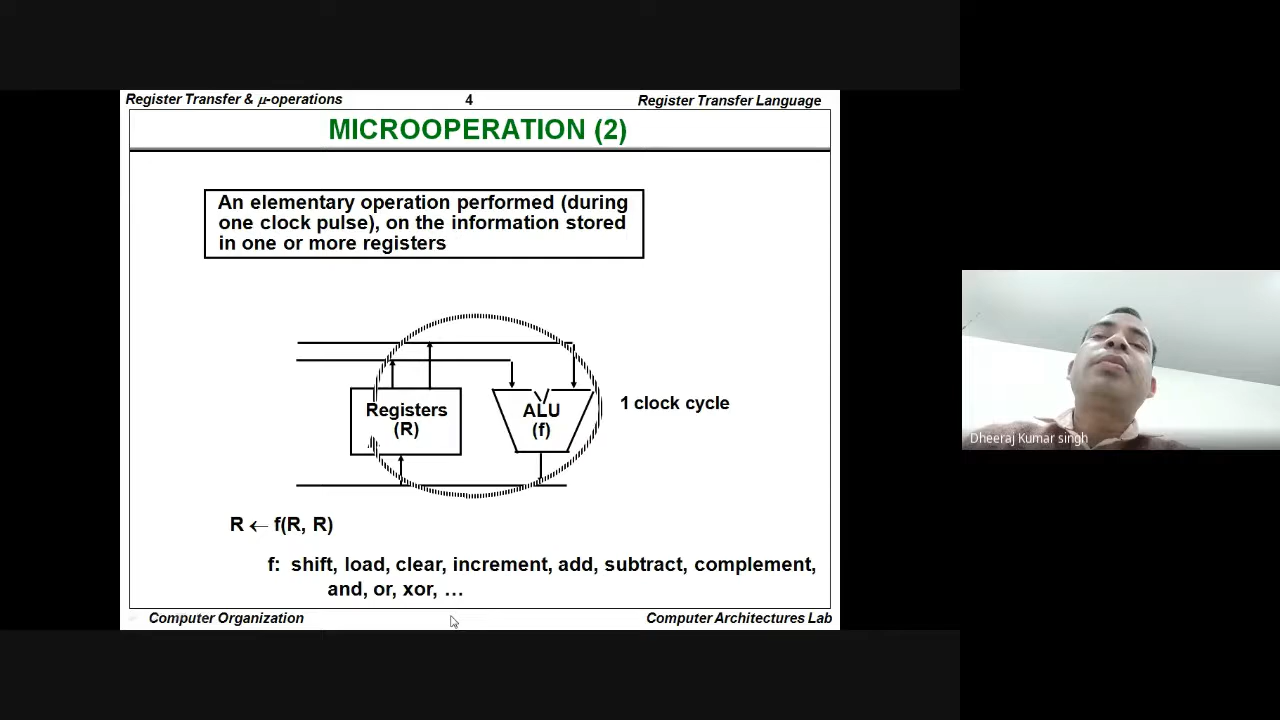 Register Transfer & μ-operations 4 Register Transfer Language
MICROOPERATION (2)
An elementary operation performed (during
one clock pulse), on the information stored
in one or more registers
Registers
(R)
ALU
(f)
1 clock cycle
R ← f(R, R)
f: shift, load, clear, increment, add, subtract, complement,
and, or, xor, …
Computer Organization Computer Architectures Lab
Dheeraj Kumar singh